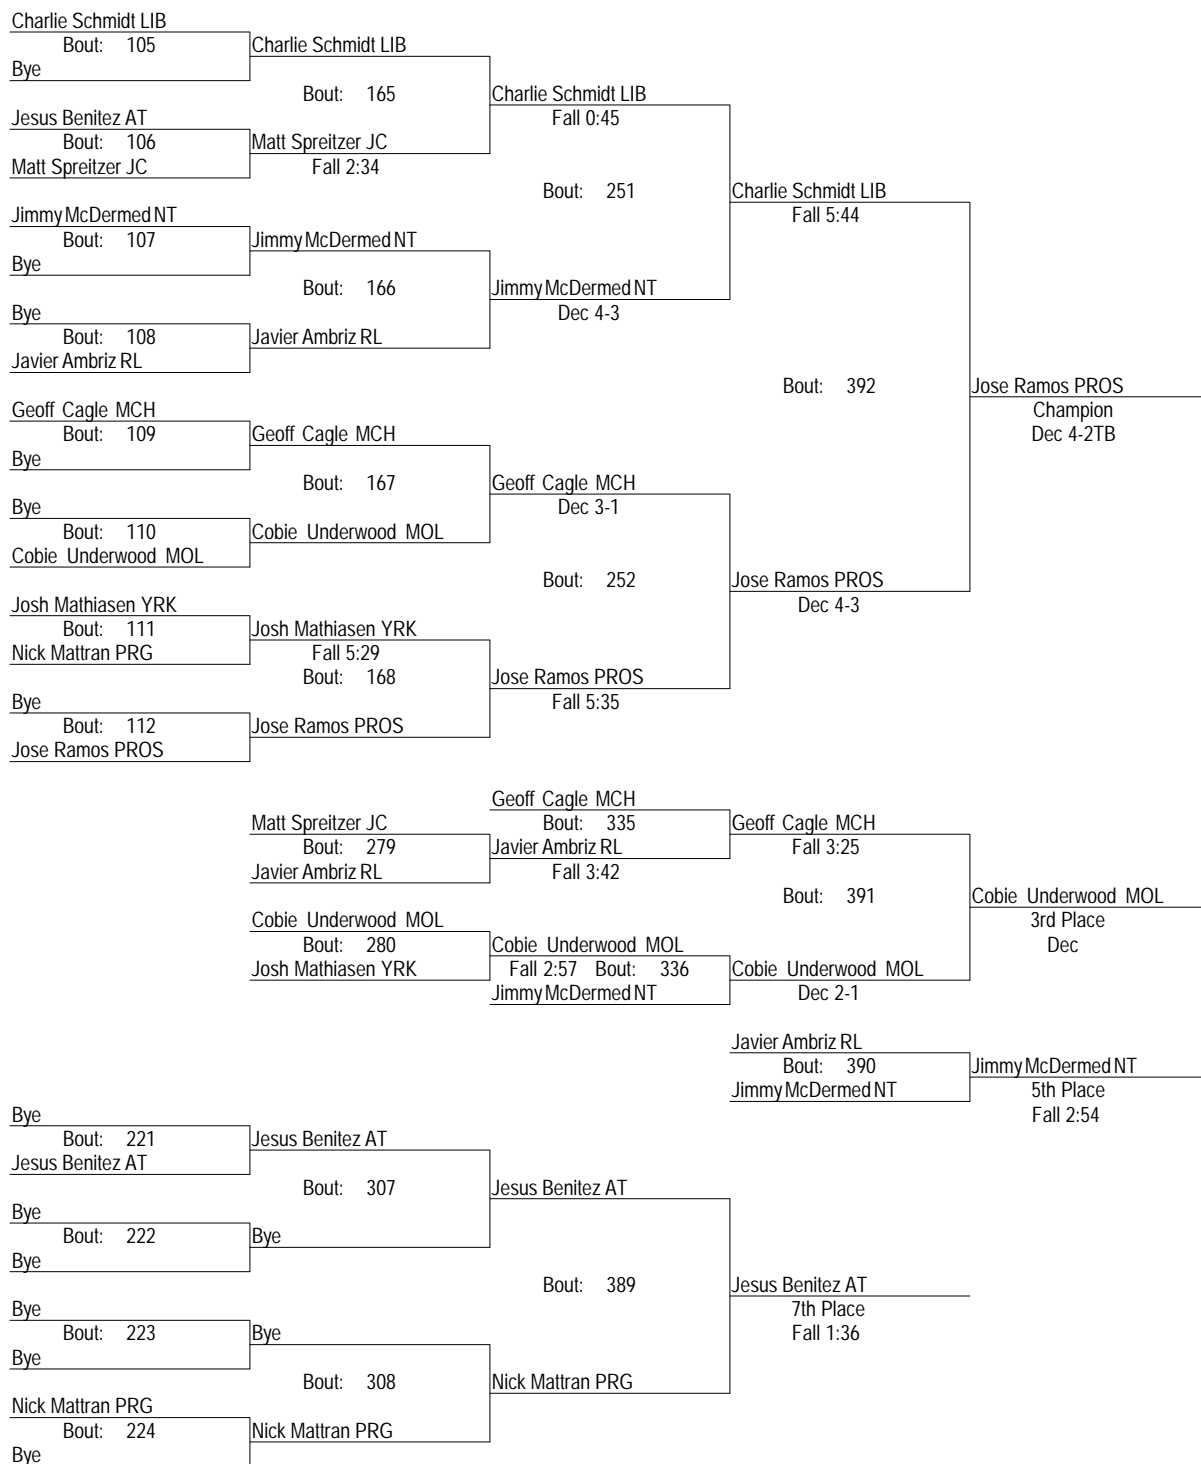 Charlie Schmidt LIB
Bout: 105 Charlie Schmidt LIB
Bye
Bout: 165 Charlie Schmidt LIB
Jesus Benitez AT Fall 0:45
Bout: 106 Matt Spreitzer JC
Matt Spreitzer JC Fall 2:34
Bout: 251 Charlie Schmidt LIB
Jimmy McDermed NT Fall 5:44
Bout: 107 Jimmy McDermed NT
Bye
Bout: 166 Jimmy McDermed NT
Bye Dec 4-3
Bout: 108 Javier Ambriz RL
Javier Ambriz RL
Bout: 392 Jose Ramos PROS
Geoff Cagle MCH Champion
Bout: 109 Geoff Cagle MCH Dec 4-2TB
Bye
Bout: 167 Geoff Cagle MCH
Bye Dec 3-1
Bout: 110 Cobie Underwood MOL
Cobie Underwood MOL
Bout: 252 Jose Ramos PROS
Josh Mathiasen YRK Dec 4-3
Bout: 111 Josh Mathiasen YRK
Nick Mattran PRG Fall 5:29
Bout: 168 Jose Ramos PROS
Bye Fall 5:35
Bout: 112 Jose Ramos PROS
Jose Ramos PROS
Geoff Cagle MCH
Matt Spreitzer JC Bout: 335 Geoff Cagle MCH
Bout: 279 Javier Ambriz RL Fall 3:25
Javier Ambriz RL Fall 3:42
Bout: 391 Cobie Underwood MOL
Cobie Underwood MOL 3rd Place
Bout: 280 Cobie Underwood MOL Dec
Josh Mathiasen YRK Fall 2:57 Bout: 336 Cobie Underwood MOL
Jimmy McDermed NT Dec 2-1
Javier Ambriz RL
Bout: 390 Jimmy McDermed NT
Jimmy McDermed NT 5th Place
Bye Fall 2:54
Bout: 221 Jesus Benitez AT
Jesus Benitez AT
Bout: 307 Jesus Benitez AT
Bye
Bout: 222 Bye
Bye
Bout: 389 Jesus Benitez AT
Bye 7th Place
Bout: 223 Bye Fall 1:36
Bye
Bout: 308 Nick Mattran PRG
Nick Mattran PRG
Bout: 224 Nick Mattran PRG
Bye